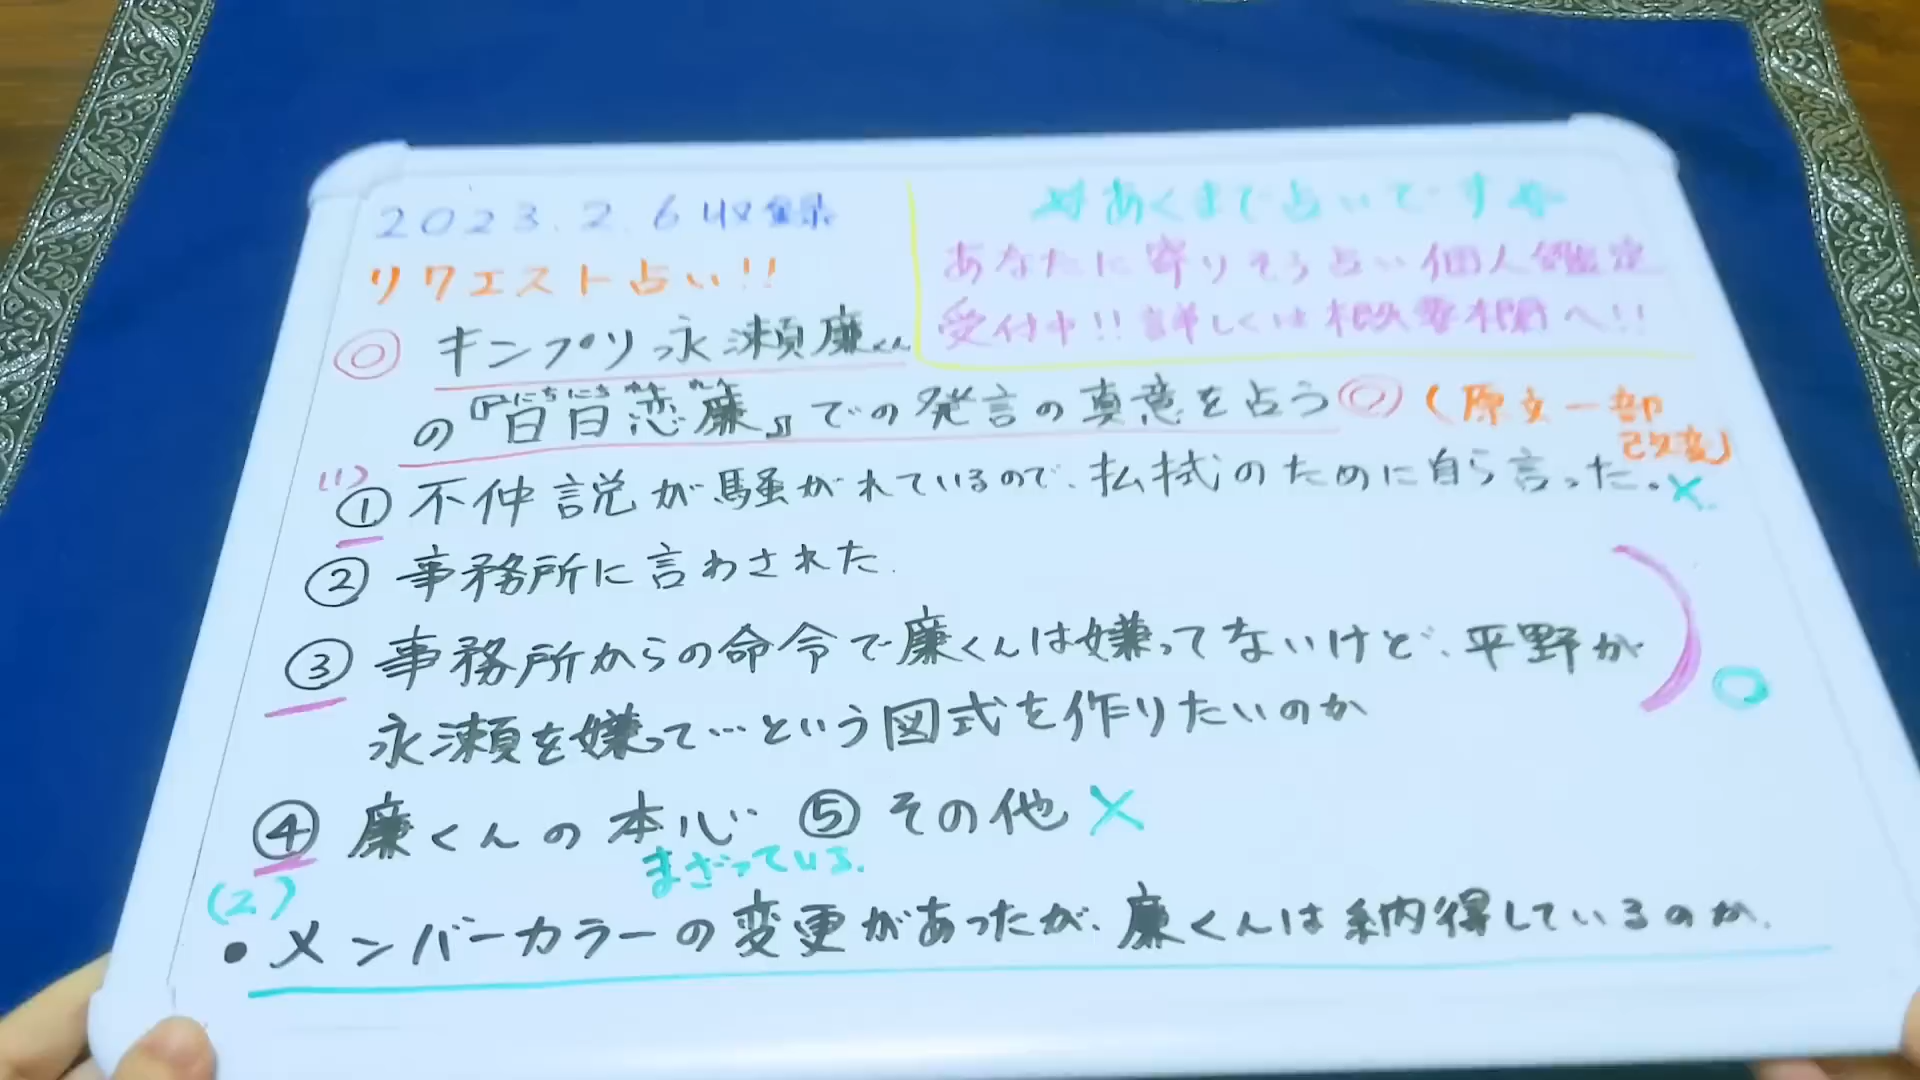 2023.2.6収録
リクエスト占い!!
☆あくまで占いです☆
あなたに寄りそう占い個人鑑定
受付中!!詳しくは概要欄へ!!
◎ キンプリ永瀬廉くん
の『日日恋廉』での発言の真意を占う◎(原文一部
にちにちれんれん
改変)
(1)
① 不仲説が騒がれているので、払拭のために自ら言った。×
② 事務所に言わされた.
③ 事務所からの命令で廉くんは嫌ってないけど、平野が
永瀬を嫌って…という図式を作りたいのか
○
④ 廉くんの本心 ⑤ その他 ×
まざっている.
(2)
• メンバーカラーの変更があったが、廉くんは納得しているのか.